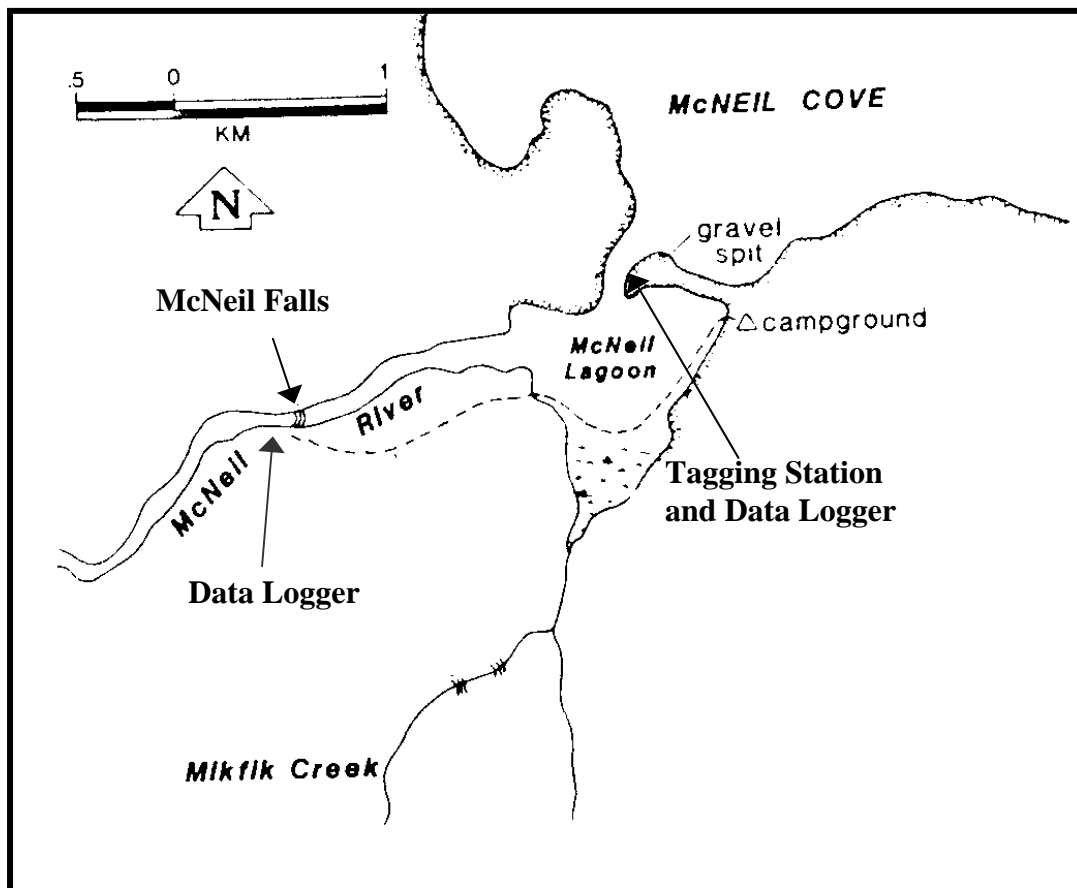 .5 0 1
KM
N
McNEIL COVE
gravel
spit
McNeil Falls
campground
McNeil
Lagoon
River
McNeil
Tagging Station
and Data Logger
Data Logger
Mikfik Creek